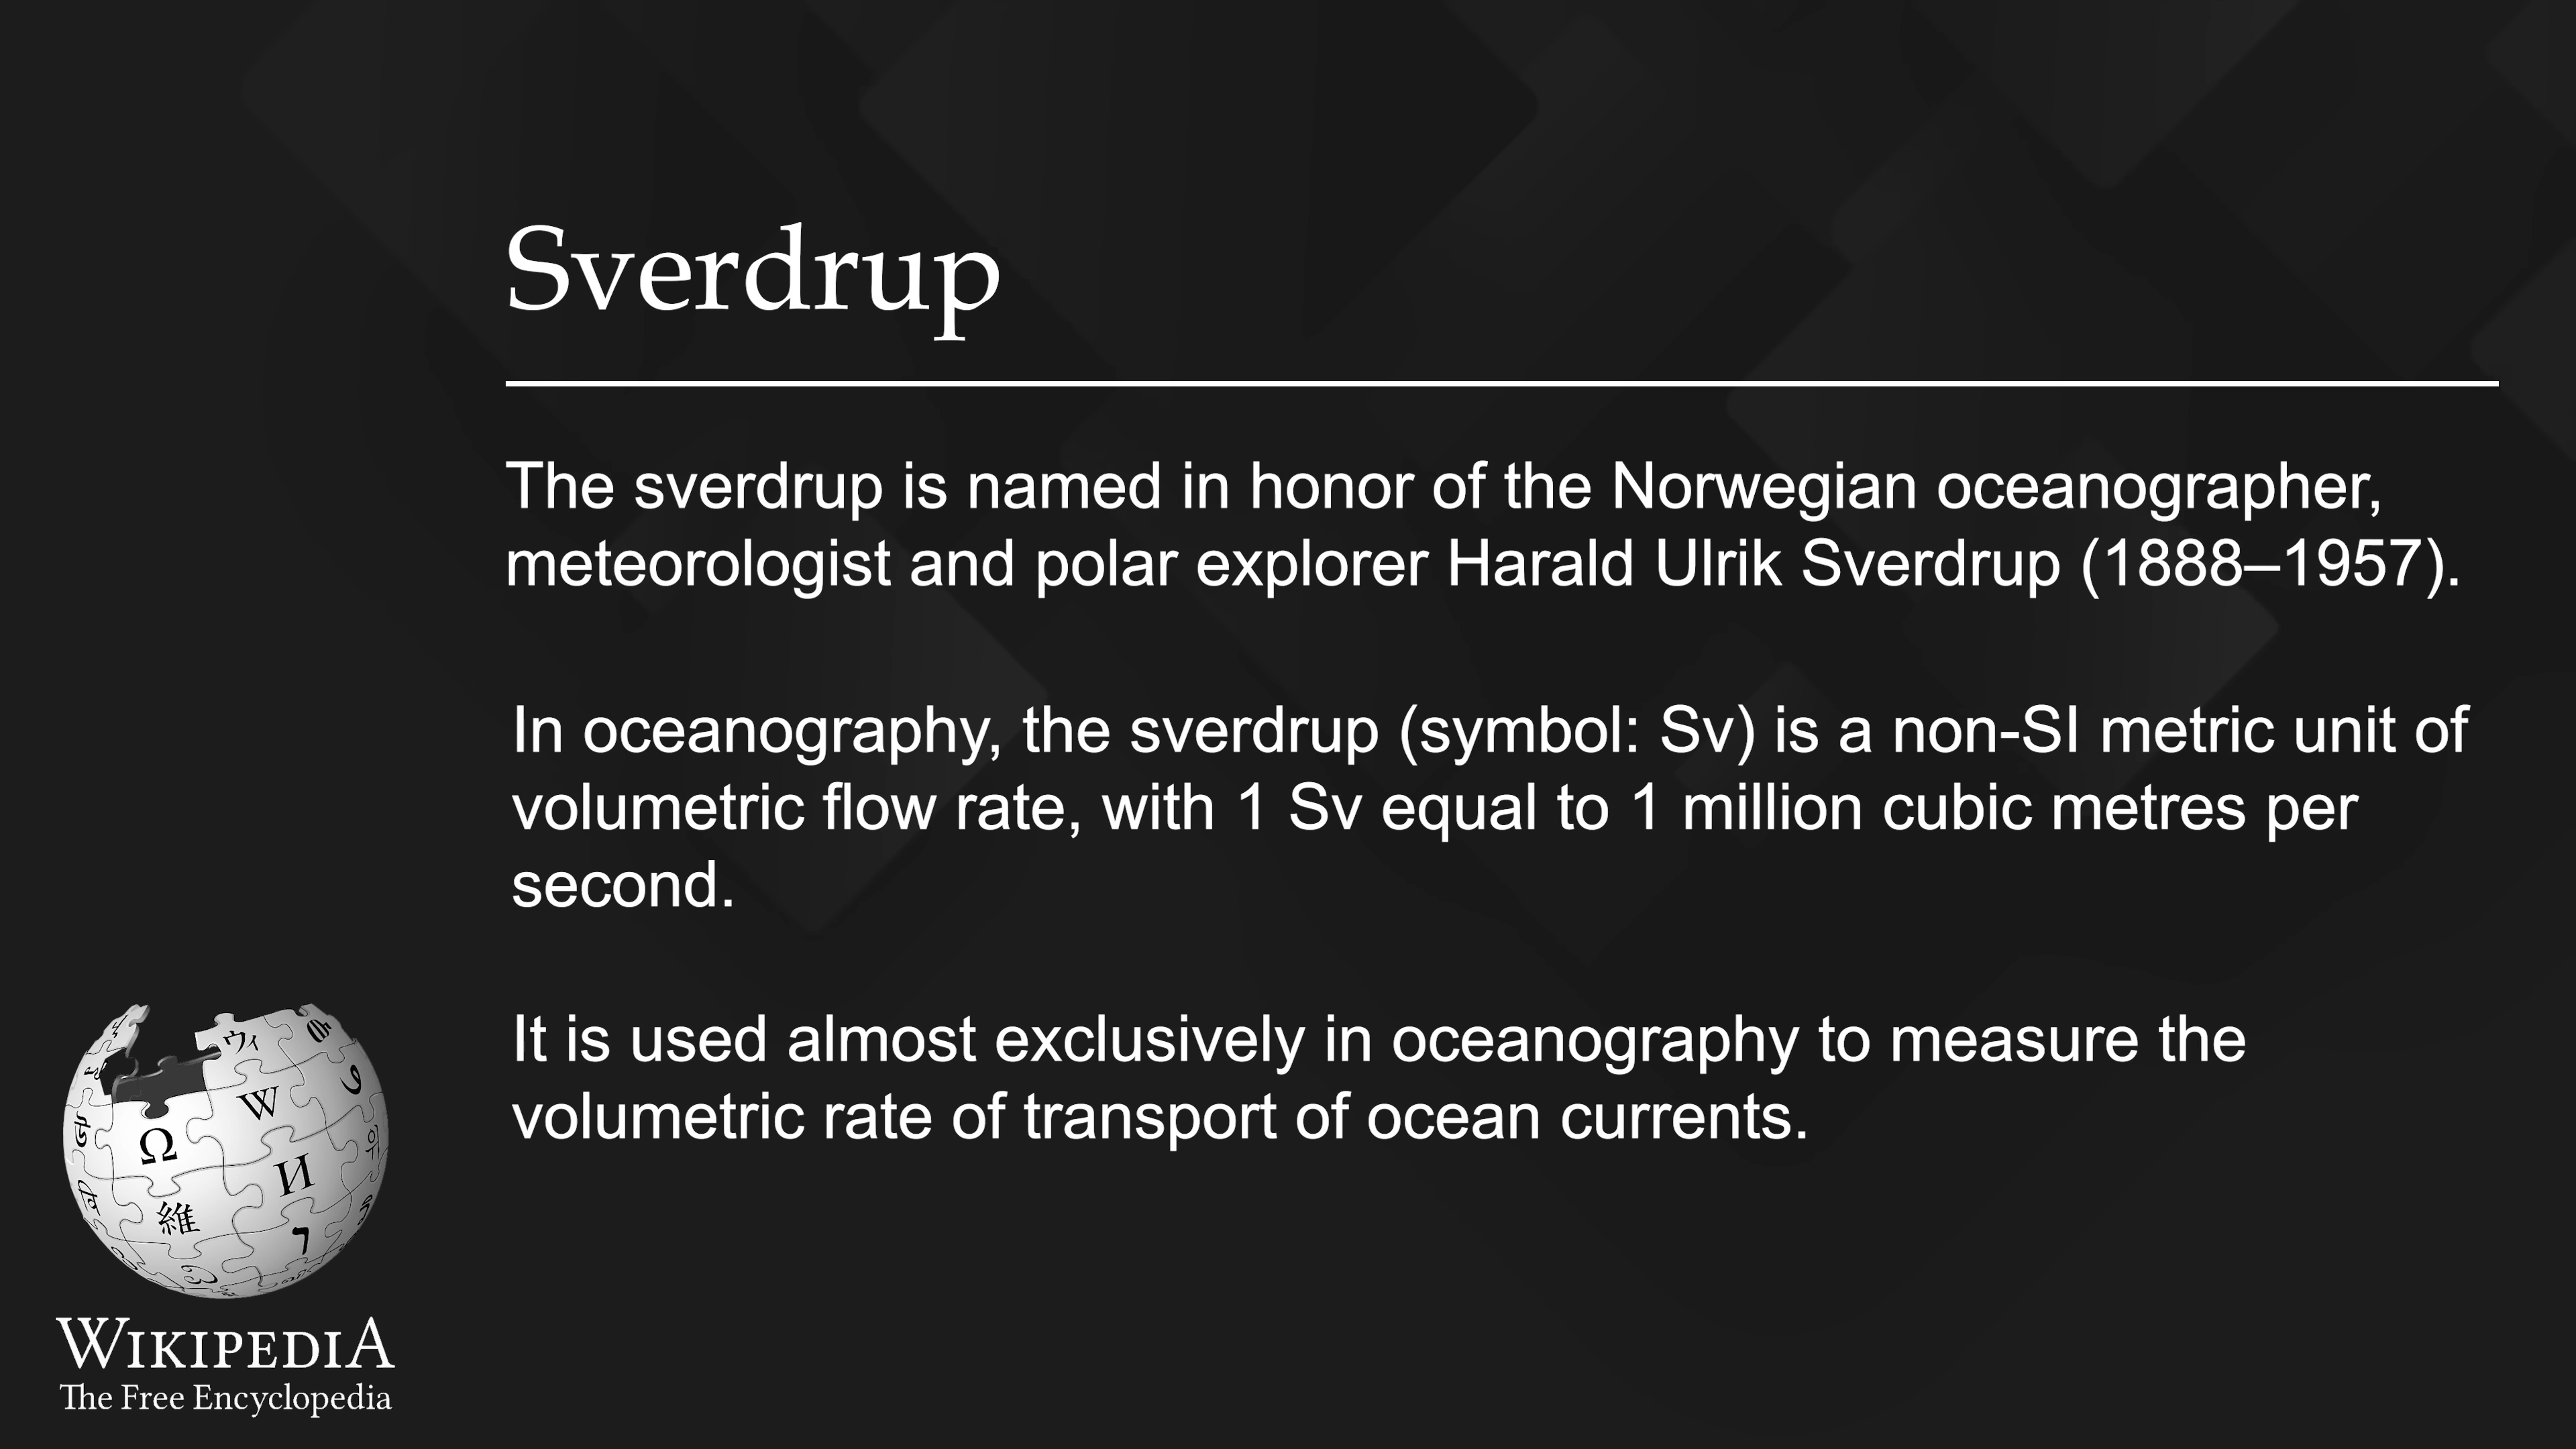 Sverdrup
The sverdrup is named in honor of the Norwegian oceanographer,
meteorologist and polar explorer Harald Ulrik Sverdrup (1888–1957).
In oceanography, the sverdrup (symbol: Sv) is a non-SI metric unit of
volumetric flow rate, with 1 Sv equal to 1 million cubic metres per
second.
It is used almost exclusively in oceanography to measure the
volumetric rate of transport of ocean currents.
ウィ
W
Ω
И
維
WIKIPEDIA
The Free Encyclopedia